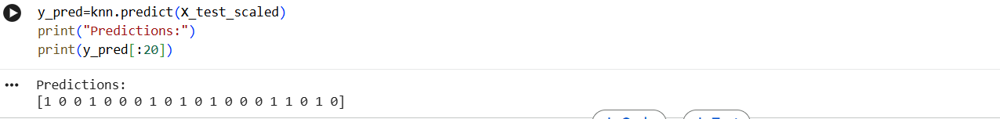 y_pred=knn.predict(X_test_scaled)
print("Predictions:")
print(y_pred[:20])
Predictions:
[1 0 0 1 0 0 0 1 0 1 0 1 0 0 0 1 1 0 1 0]